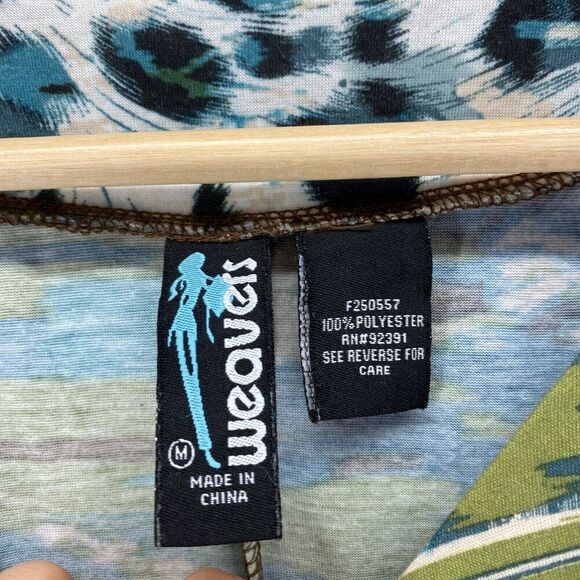 weavers
M
MADE IN
CHINA
F250557
100% POLYESTER
RN#92391
SEE REVERSE FOR
CARE